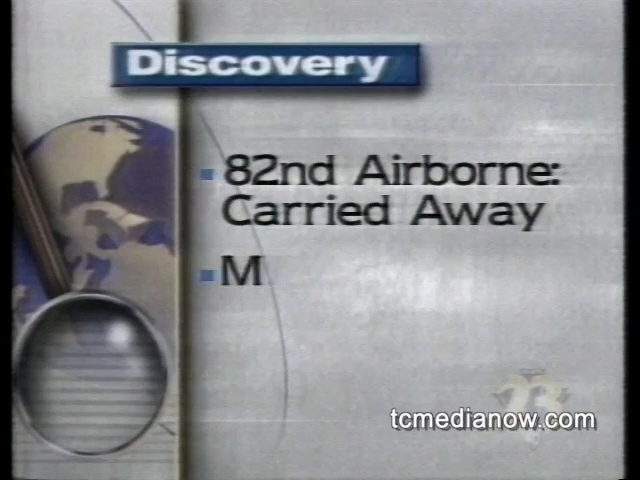 Discovery
82nd Airborne:
Carried Away
M
tcmedianow.com